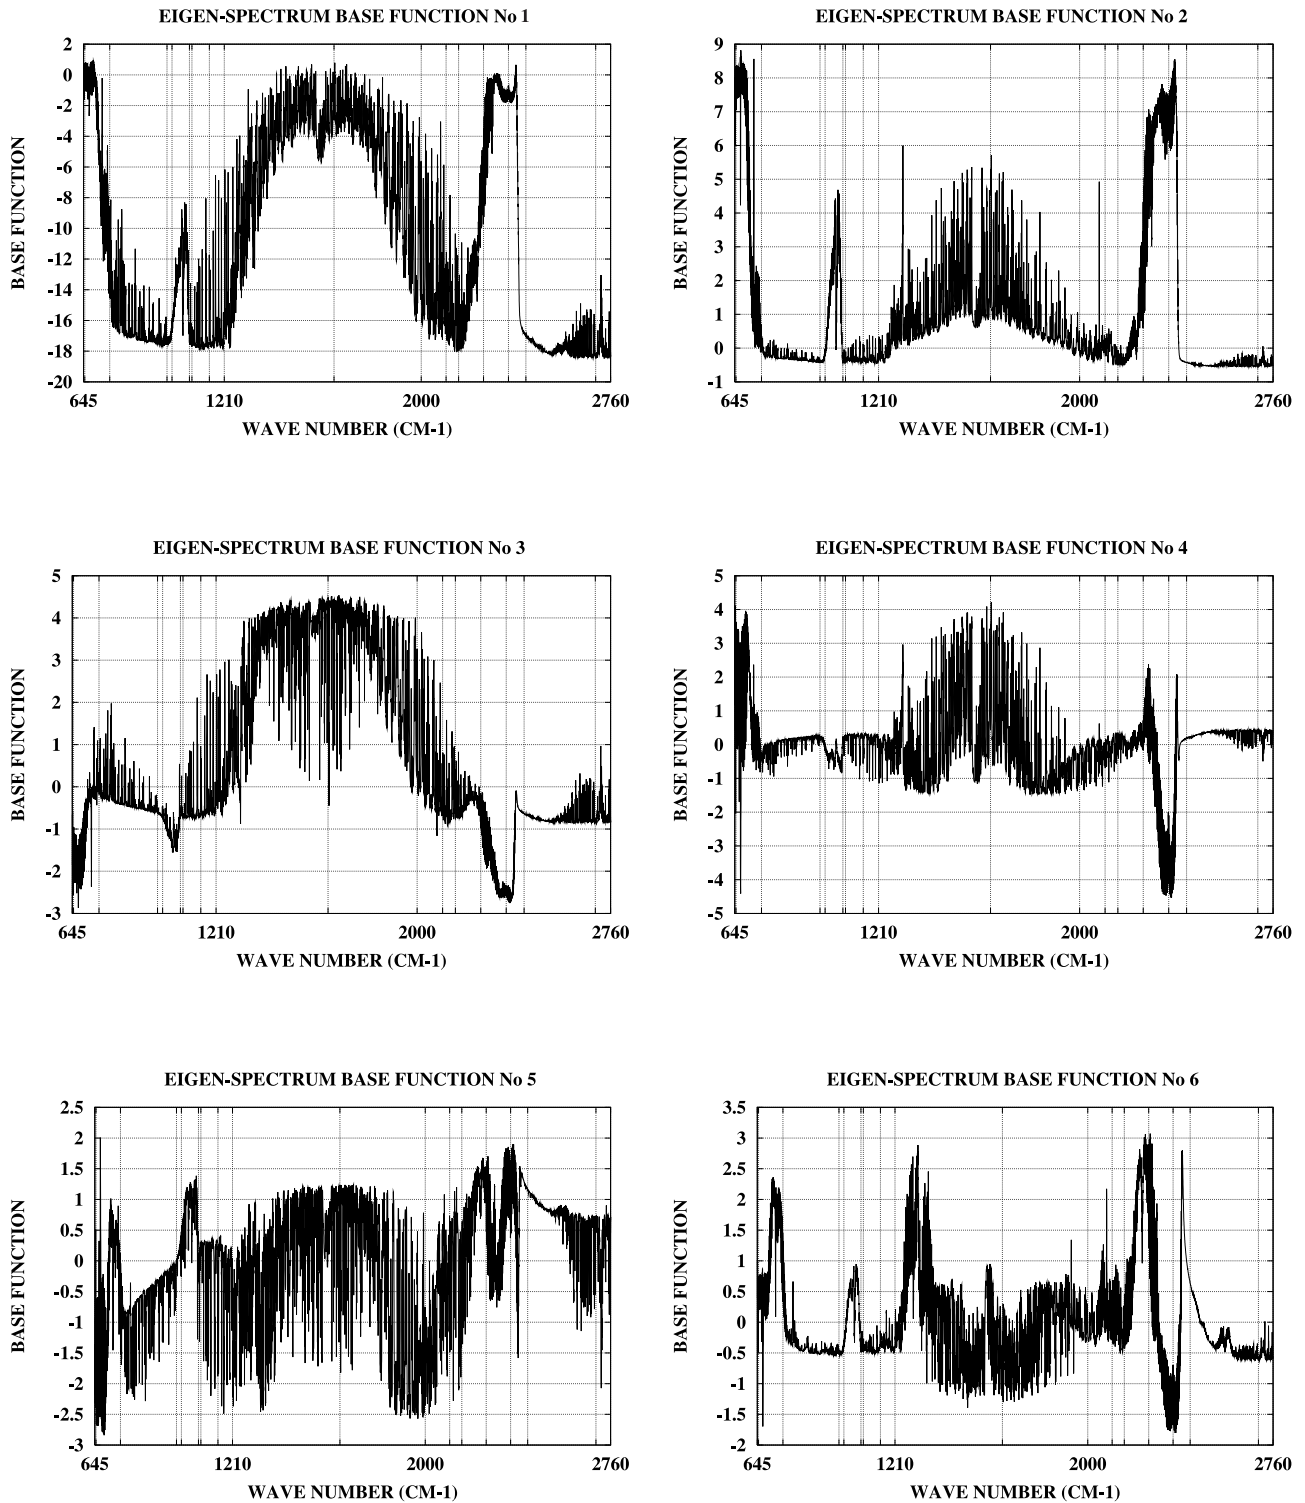 EIGEN-SPECTRUM BASE FUNCTION No 1
2
0
-2
-4
-6
-8
-10
-12
-14
-16
-18
-20
BASE FUNCTION
645 1210 2000 2760
WAVE NUMBER (CM-1)
EIGEN-SPECTRUM BASE FUNCTION No 2
9
8
7
6
5
4
3
2
1
0
-1
BASE FUNCTION
645 1210 2000 2760
WAVE NUMBER (CM-1)
EIGEN-SPECTRUM BASE FUNCTION No 3
5
4
3
2
1
0
-1
-2
-3
BASE FUNCTION
645 1210 2000 2760
WAVE NUMBER (CM-1)
EIGEN-SPECTRUM BASE FUNCTION No 4
5
4
3
2
1
0
-1
-2
-3
-4
-5
BASE FUNCTION
645 1210 2000 2760
WAVE NUMBER (CM-1)
EIGEN-SPECTRUM BASE FUNCTION No 5
2.5
2
1.5
1
0.5
0
-0.5
-1
-1.5
-2
-2.5
-3
BASE FUNCTION
645 1210 2000 2760
WAVE NUMBER (CM-1)
EIGEN-SPECTRUM BASE FUNCTION No 6
3.5
3
2.5
2
1.5
1
0.5
0
-0.5
-1
-1.5
-2
BASE FUNCTION
645 1210 2000 2760
WAVE NUMBER (CM-1)